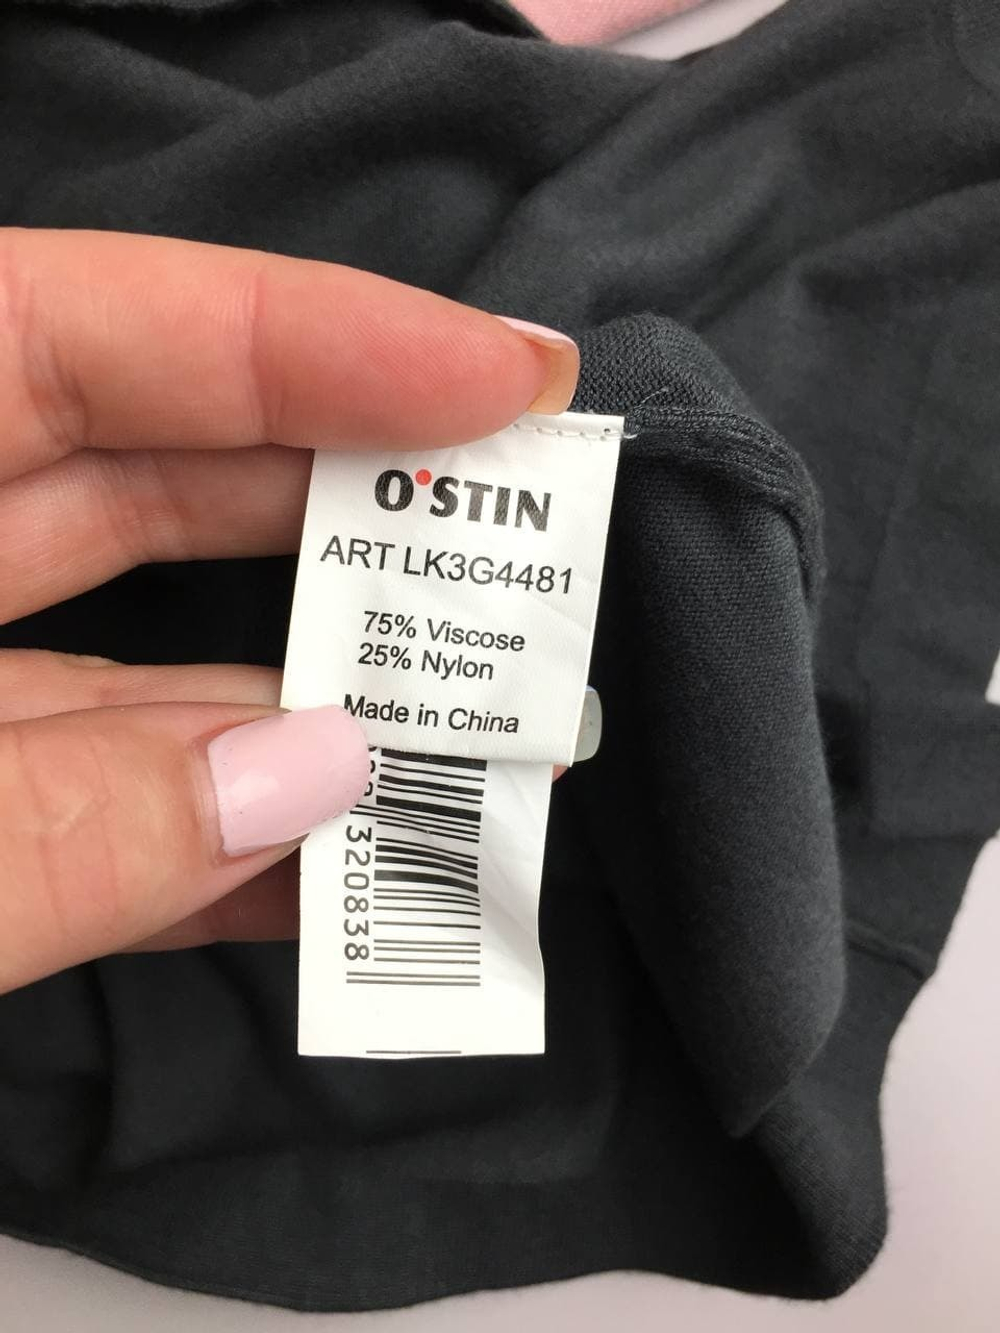 O'STIN
ART LK3G4481
75% Viscose
25% Nylon
Made in China
320838